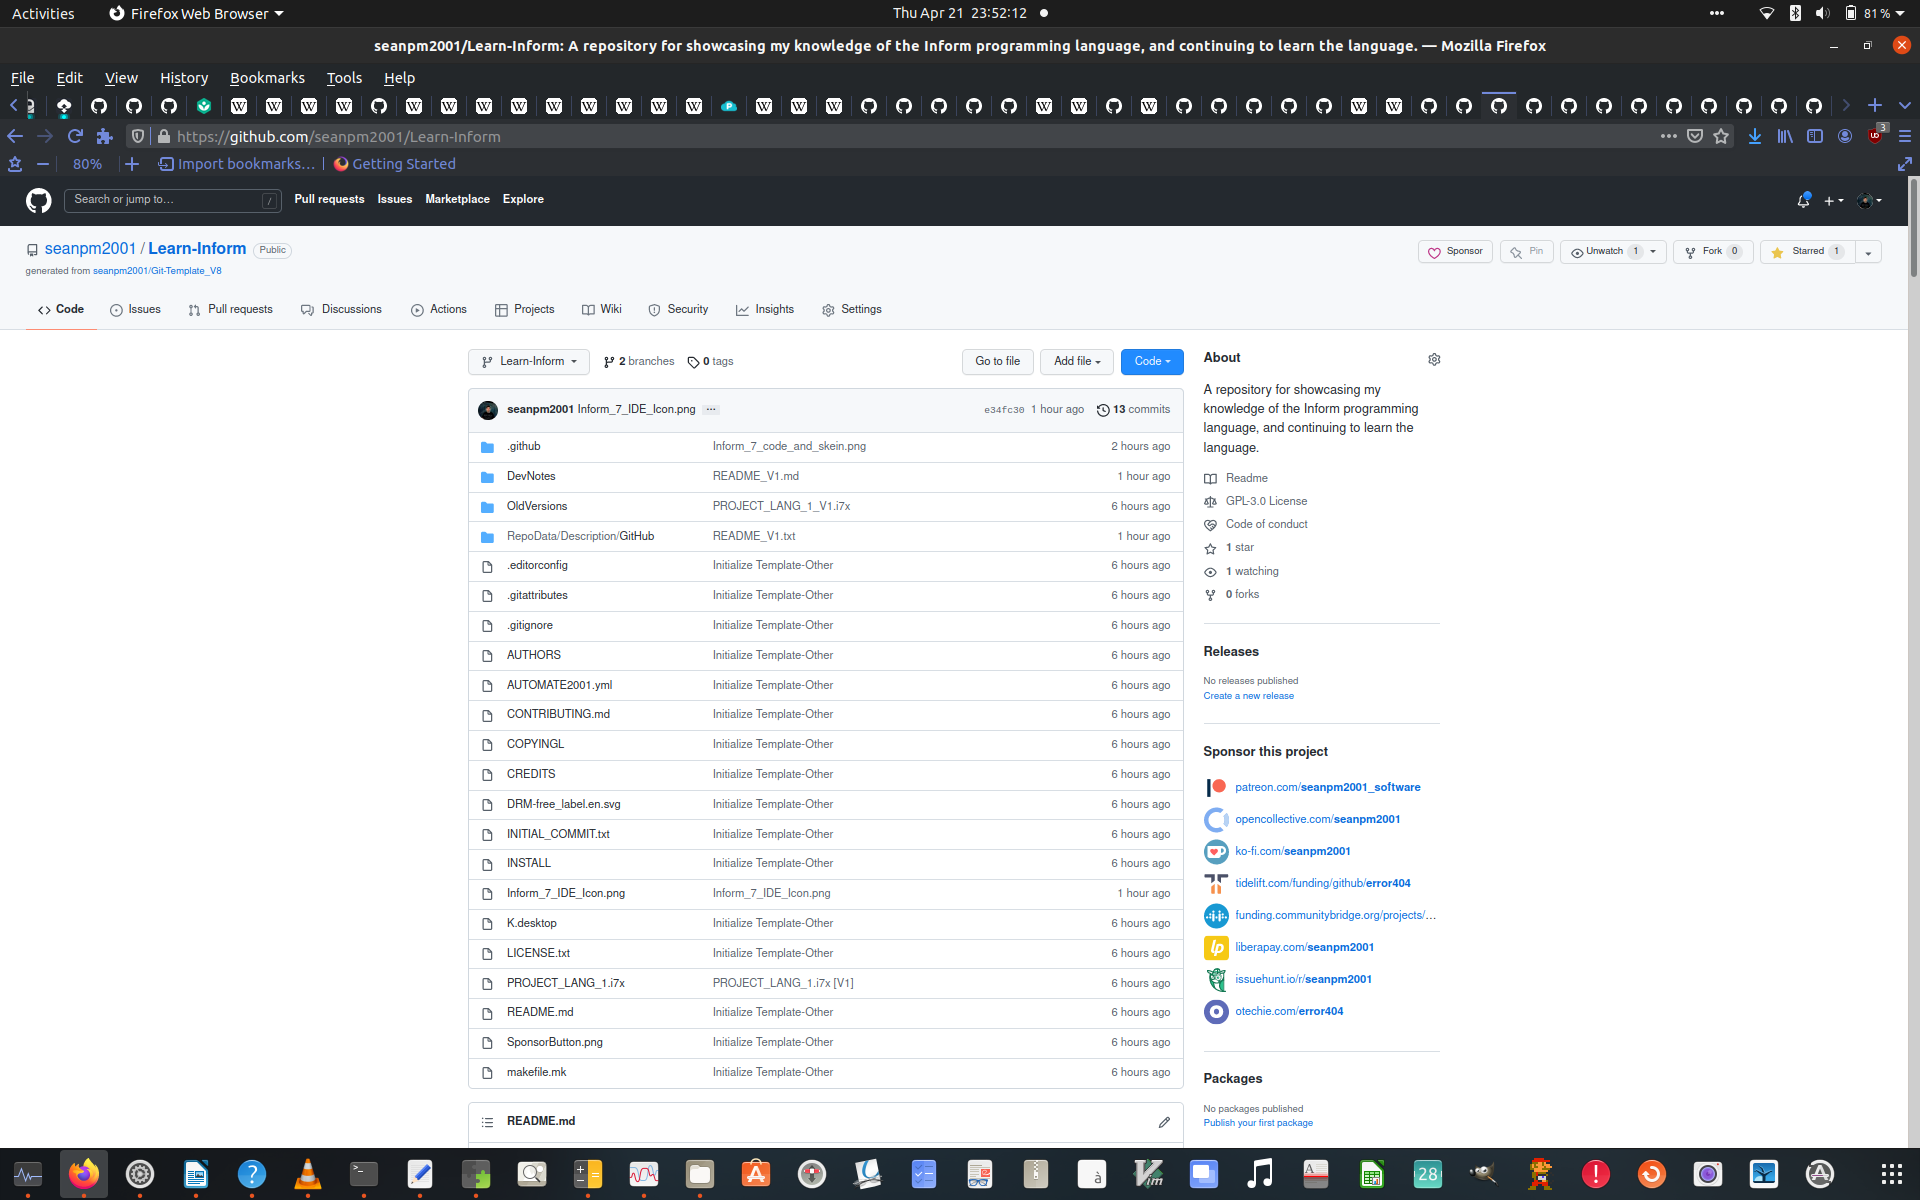 Activities Firefox Web Browser Thu Apr 21 23:52:12 81%
seanpm2001/Learn-Inform: A repository for showcasing my knowledge of the Inform programming language, and continuing to learn the language. — Mozilla Firefox
File Edit View History Bookmarks Tools Help
https://github.com/seanpm2001/Learn-Inform 3
80% Import bookmarks... Getting Started
Search or jump to... / Pull requests Issues Marketplace Explore
seanpm2001 / Learn-Inform Public Sponsor Pin Unwatch 1 Fork 0 Starred 1
generated from seanpm2001/Git-Template_V8
Code Issues Pull requests Discussions Actions Projects Wiki Security Insights Settings
Learn-Inform 2 branches 0 tags Go to file Add file Code
seanpm2001 Inform_7_IDE_Icon.png ... e34fc30 1 hour ago 13 commits
.github Inform_7_code_and_skein.png 2 hours ago
DevNotes README_V1.md 1 hour ago
OldVersions PROJECT_LANG_1_V1.i7x 6 hours ago
RepoData/Description/GitHub README_V1.txt 1 hour ago
.editorconfig Initialize Template-Other 6 hours ago
.gitattributes Initialize Template-Other 6 hours ago
.gitignore Initialize Template-Other 6 hours ago
AUTHORS Initialize Template-Other 6 hours ago
AUTOMATE2001.yml Initialize Template-Other 6 hours ago
CONTRIBUTING.md Initialize Template-Other 6 hours ago
COPYINGL Initialize Template-Other 6 hours ago
CREDITS Initialize Template-Other 6 hours ago
DRM-free_label.en.svg Initialize Template-Other 6 hours ago
INITIAL_COMMIT.txt Initialize Template-Other 6 hours ago
INSTALL Initialize Template-Other 6 hours ago
Inform_7_IDE_Icon.png Inform_7_IDE_Icon.png 1 hour ago
K.desktop Initialize Template-Other 6 hours ago
LICENSE.txt Initialize Template-Other 6 hours ago
PROJECT_LANG_1.i7x PROJECT_LANG_1.i7x [V1] 6 hours ago
README.md Initialize Template-Other 6 hours ago
SponsorButton.png Initialize Template-Other 6 hours ago
makefile.mk Initialize Template-Other 6 hours ago
README.md
About
A repository for showcasing my
knowledge of the Inform programming
language, and continuing to learn the
language.
Readme
GPL-3.0 License
Code of conduct
1 star
1 watching
0 forks
Releases
No releases published
Create a new release
Sponsor this project
patreon.com/seanpm2001_software
opencollective.com/seanpm2001
ko-fi.com/seanpm2001
tidelift.com/funding/github/error404
funding.communitybridge.org/projects/...
liberapay.com/seanpm2001
issuehunt.io/r/seanpm2001
otechie.com/error404
Packages
No packages published
Publish your first package
28